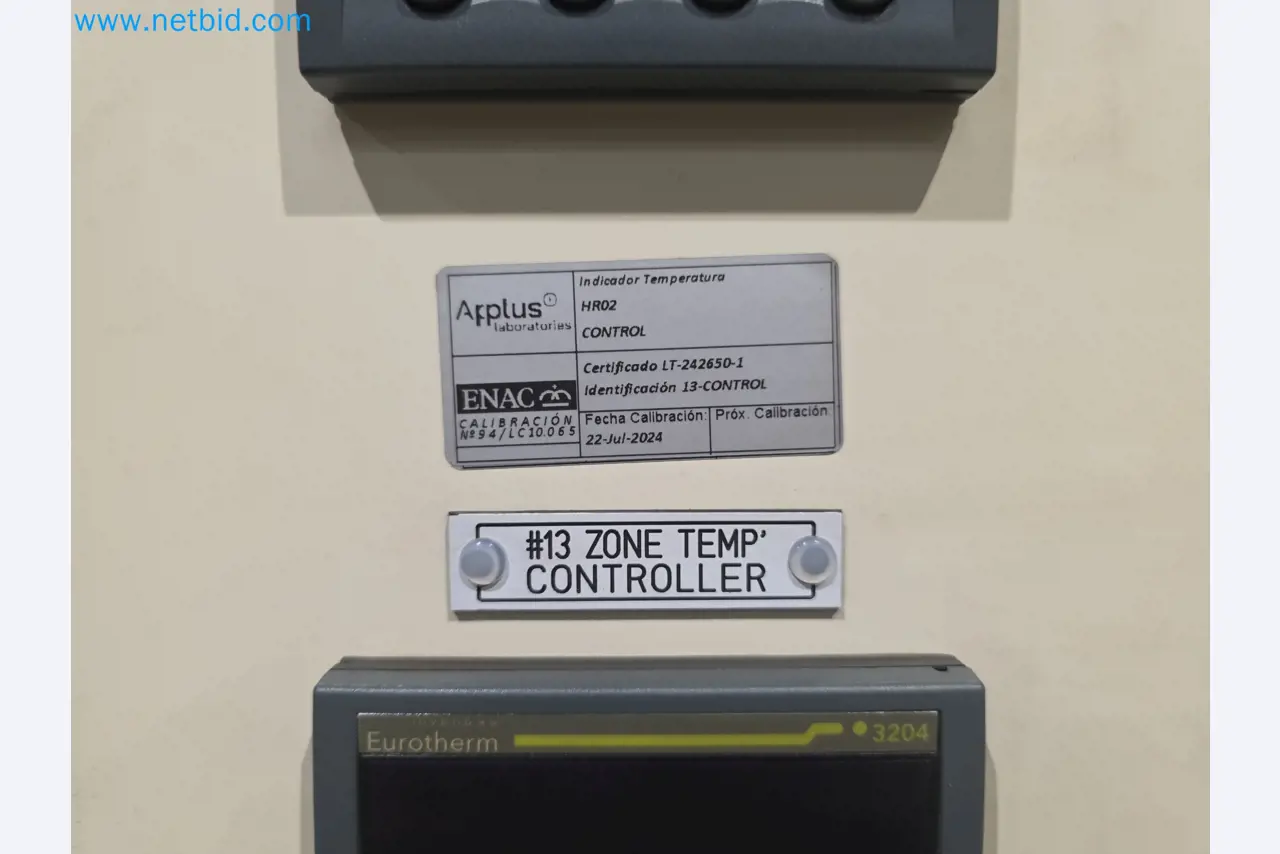 www.netbid.com
Applus+
laboratories
Indicador Temperatura
HR02
CONTROL
ENAC
CALIBRACIÓN
Nº94/LC10.065
Certificado LT-242650-1
Identificación 13-CONTROL
Fecha Calibración:
22-Jul-2024
Próx. Calibración:
#13 ZONE TEMP'
CONTROLLER
Eurotherm
3204